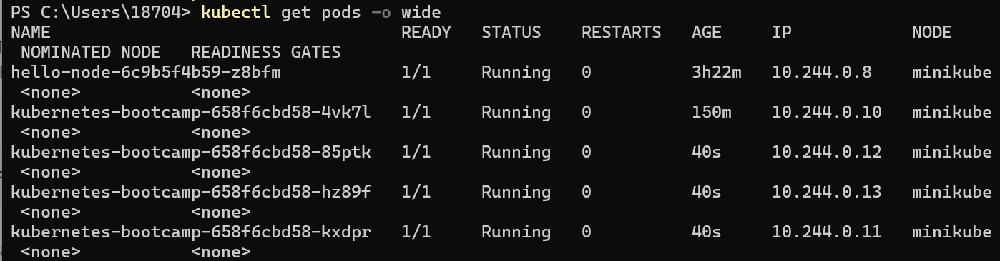 PS C:\Users\18704> kubectl get pods -o wide
NAME                                   READY   STATUS    RESTARTS   AGE     IP            NODE
 NOMINATED NODE   READINESS GATES
hello-node-6c9b5f4b59-z8bfm            1/1     Running   0          3h22m   10.244.0.8    minikube
 <none>           <none>
kubernetes-bootcamp-658f6cbd58-4vk7l   1/1     Running   0          150m    10.244.0.10   minikube
 <none>           <none>
kubernetes-bootcamp-658f6cbd58-85ptk   1/1     Running   0          40s     10.244.0.12   minikube
 <none>           <none>
kubernetes-bootcamp-658f6cbd58-hz89f   1/1     Running   0          40s     10.244.0.13   minikube
 <none>           <none>
kubernetes-bootcamp-658f6cbd58-kxdpr   1/1     Running   0          40s     10.244.0.11   minikube
 <none>           <none>